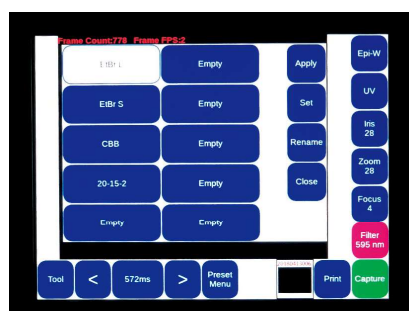 Frame Count:778 Frame FPS:2
EtBr L Empty Apply Epi-W
EtBr S Empty Set UV
CBB Empty Rename Iris 28
20-15-2 Empty Close Zoom 28
Empty Empty Focus 4
Filter 595 nm
Tool < 572ms > Preset Menu Print Capture